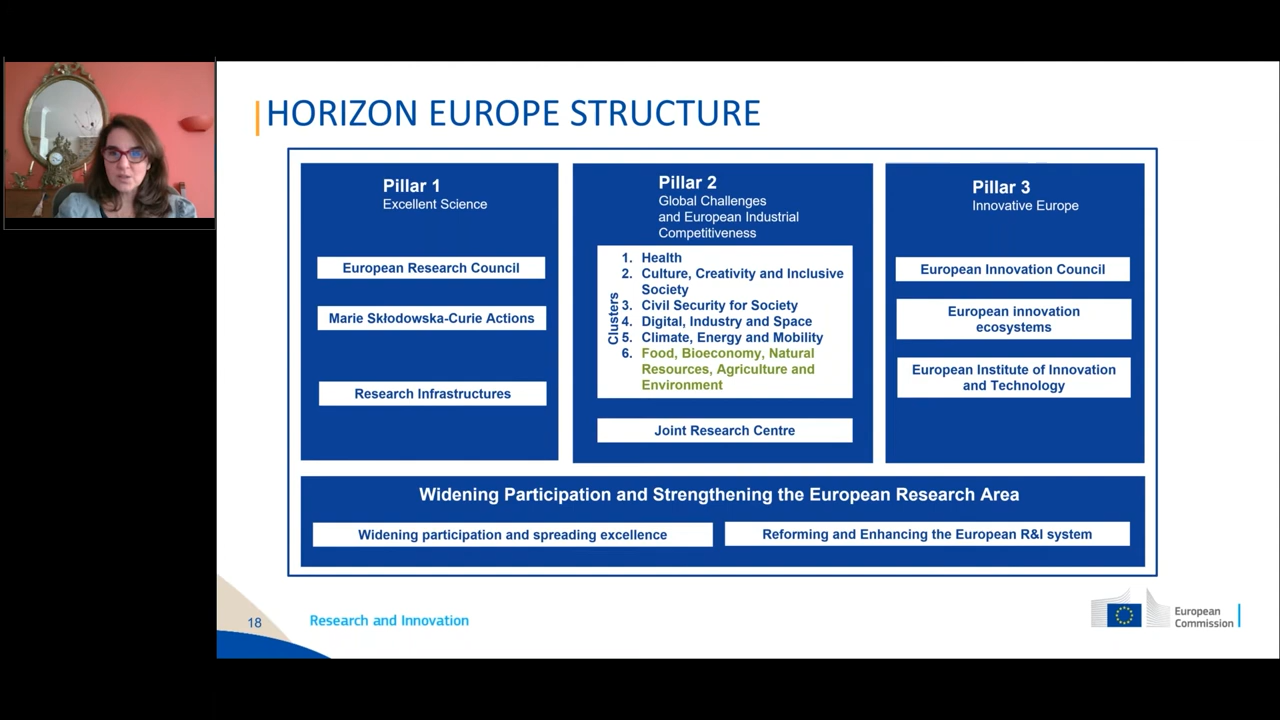 HORIZON EUROPE STRUCTURE
Pillar 1
Excellent Science
European Research Council
Marie Skłodowska-Curie Actions
Research Infrastructures
Pillar 2
Global Challenges
and European Industrial
Competitiveness
Clusters
1. Health
2. Culture, Creativity and Inclusive
Society
3. Civil Security for Society
4. Digital, Industry and Space
5. Climate, Energy and Mobility
6. Food, Bioeconomy, Natural
Resources, Agriculture and
Environment
Joint Research Centre
Pillar 3
Innovative Europe
European Innovation Council
European innovation
ecosystems
European Institute of Innovation
and Technology
Widening Participation and Strengthening the European Research Area
Widening participation and spreading excellence
Reforming and Enhancing the European R&I system
18
Research and Innovation
European
Commission